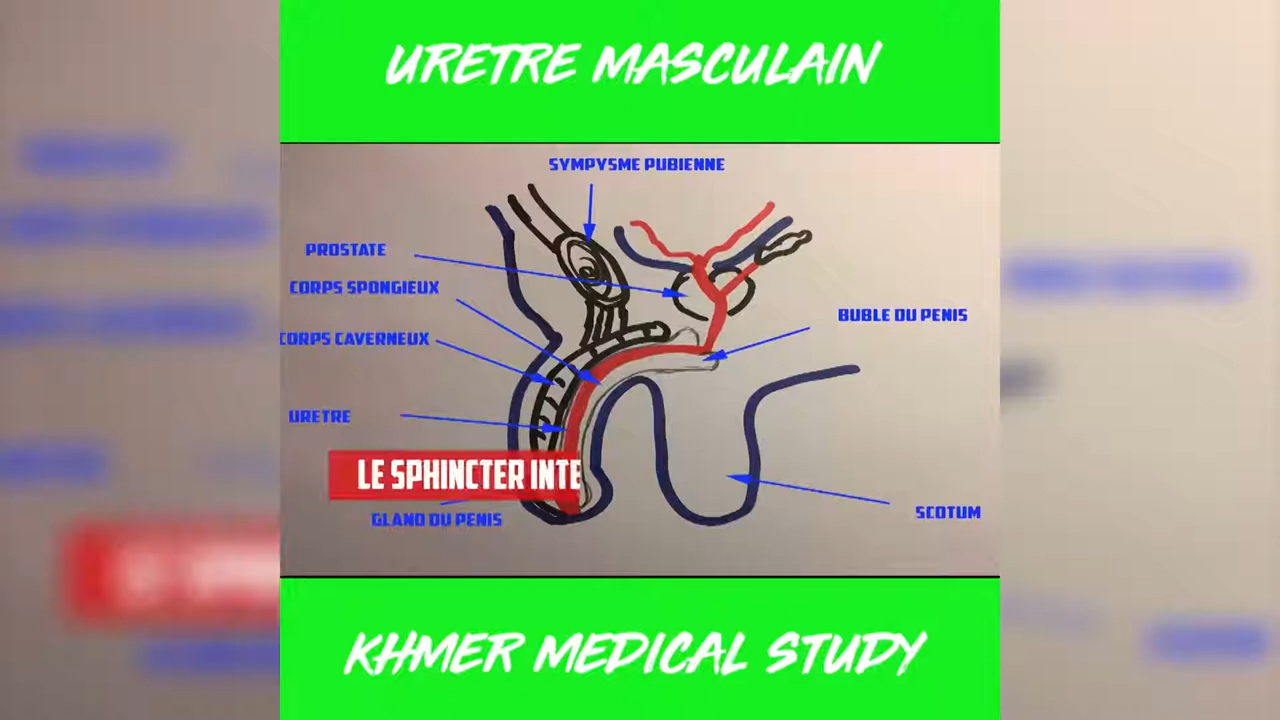 URETRE MASCULAIN
SYMPYSME PUBIENNE
PROSTATE
CORPS SPONGIEUX
CORPS CAVERNEUX
BUBLE DU PENIS
URETRE
LE SPHINCTER INTE
SCOTUM
GLAND DU PENIS
KHMER MEDICAL STUDY